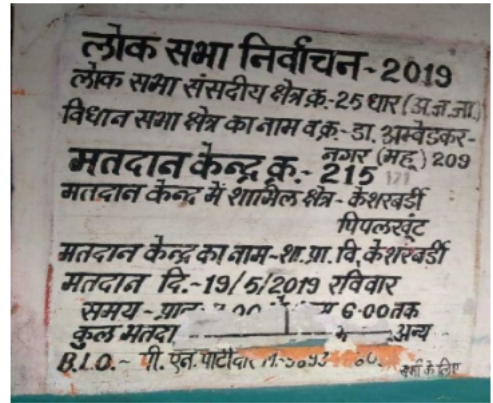 लोक सभा निर्वाचन-2019
लोक सभा संसदीय क्षेत्र क्र-25 धार (अ.ज.जा.)
विधान सभा क्षेत्र का नाम व क्र-डा. अम्बेडकर-
नगर (महू) 209
मतदान केन्द्र क्र.- 215
मतदान केन्द्र में शामिल क्षेत्र - केशरबर्डी
पिपलखुंट
मतदान केन्द्र का नाम-शा.प्रा.वि. केशरबर्डी
मतदान दि.-19/5/2019 रविवार
समय- 6.00 तक
कुल मतदा अन्य -
B.L.O.- पी. एन. पाटीदार
सभी के लिए